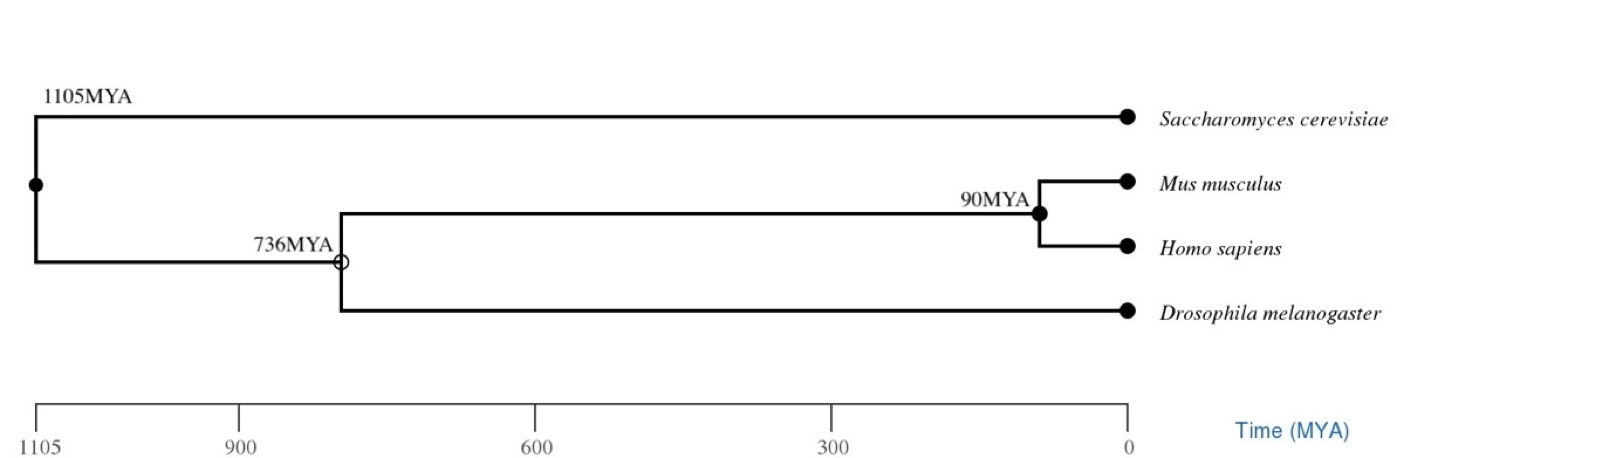 1105MYA
Saccharomyces cerevisiae
Mus musculus
90MYA
736MYA
Homo sapiens
Drosophila melanogaster
1105 900 600 300 0
Time (MYA)